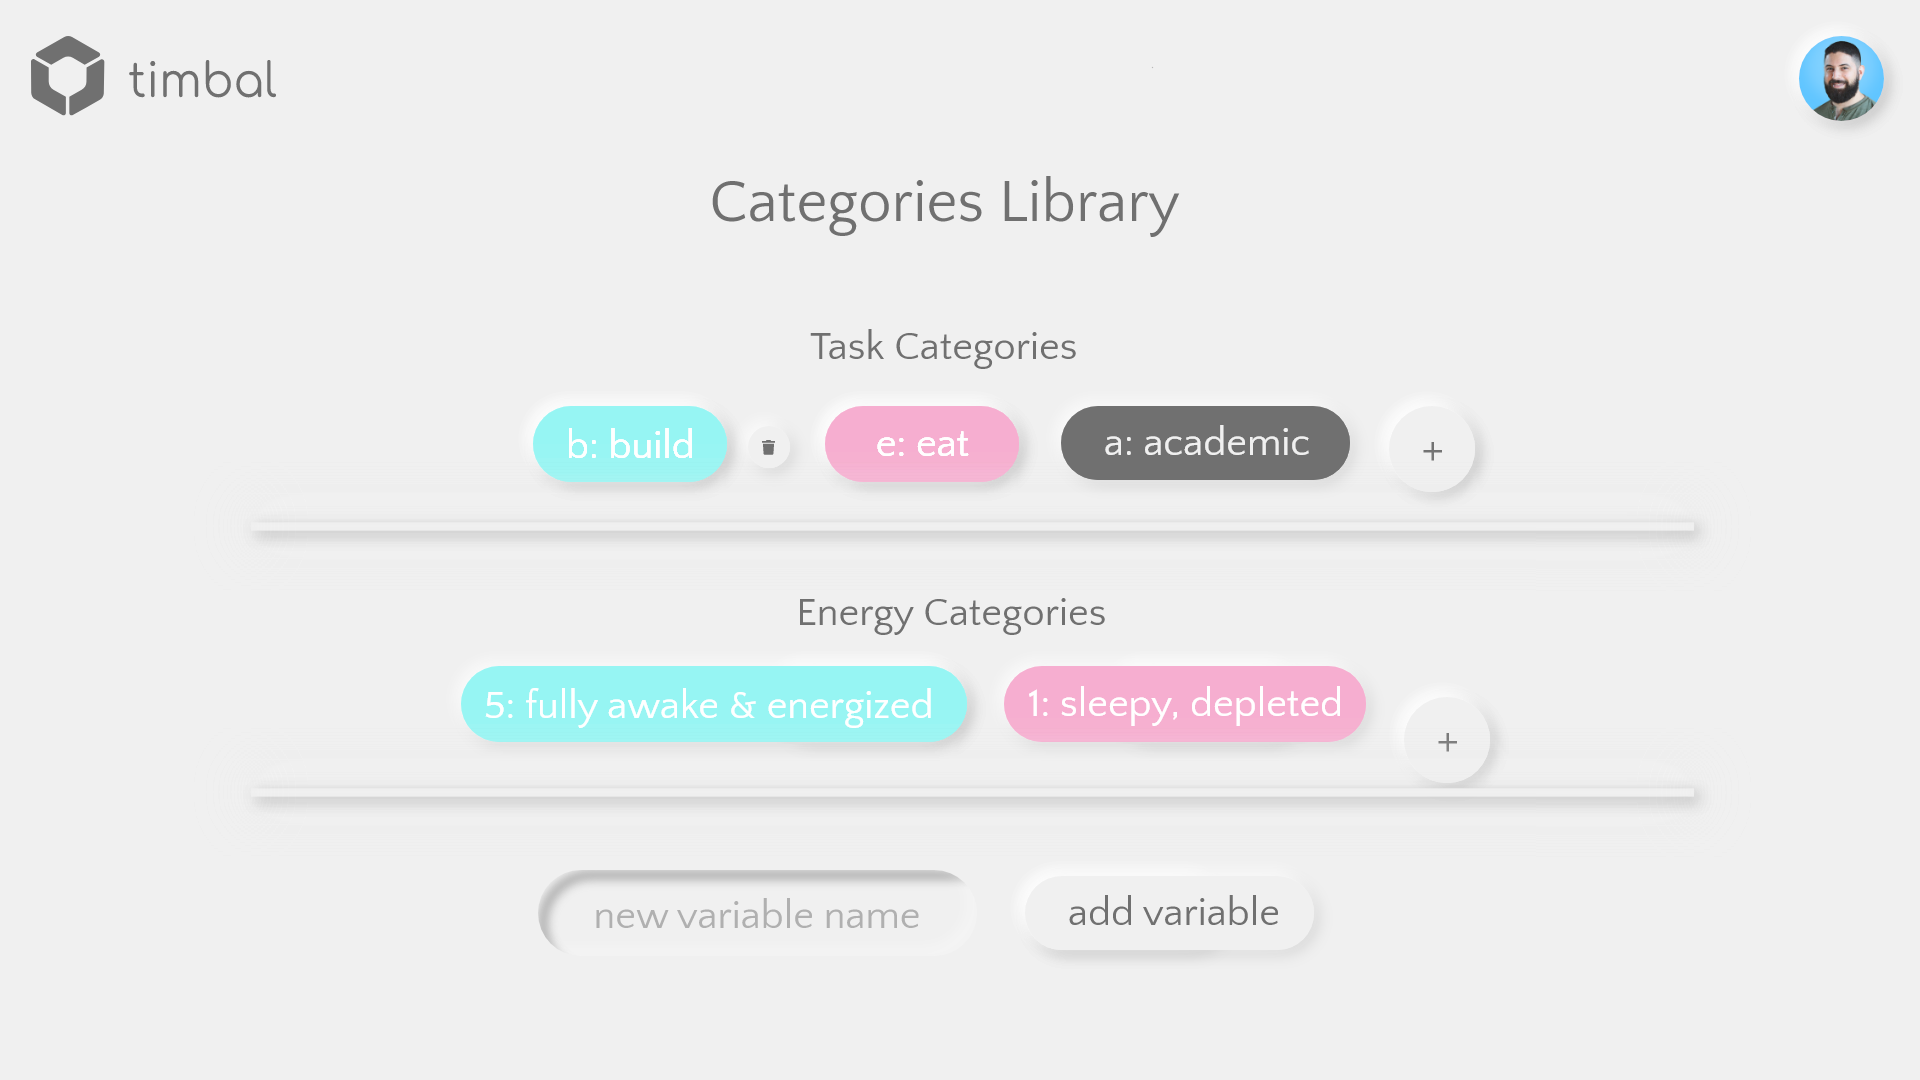 timbal
Categories Library
Task Categories
b: build
e: eat
a: academic
+
Energy Categories
5: fully awake & energized
1: sleepy, depleted
+
new variable name
add variable